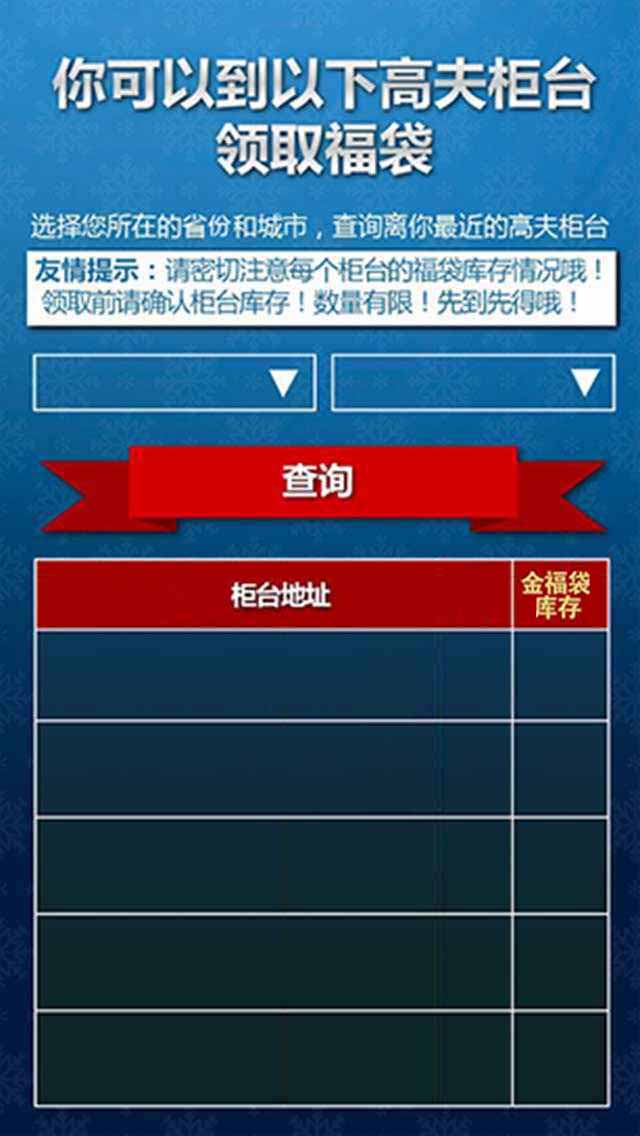 你可以到以下高夫柜台
领取福袋
选择您所在的省份和城市，查询离你最近的高夫柜台
友情提示：请密切注意每个柜台的福袋库存情况哦！
领取前请确认柜台库存！数量有限！先到先得哦！
查询
柜台地址
金福袋
库存